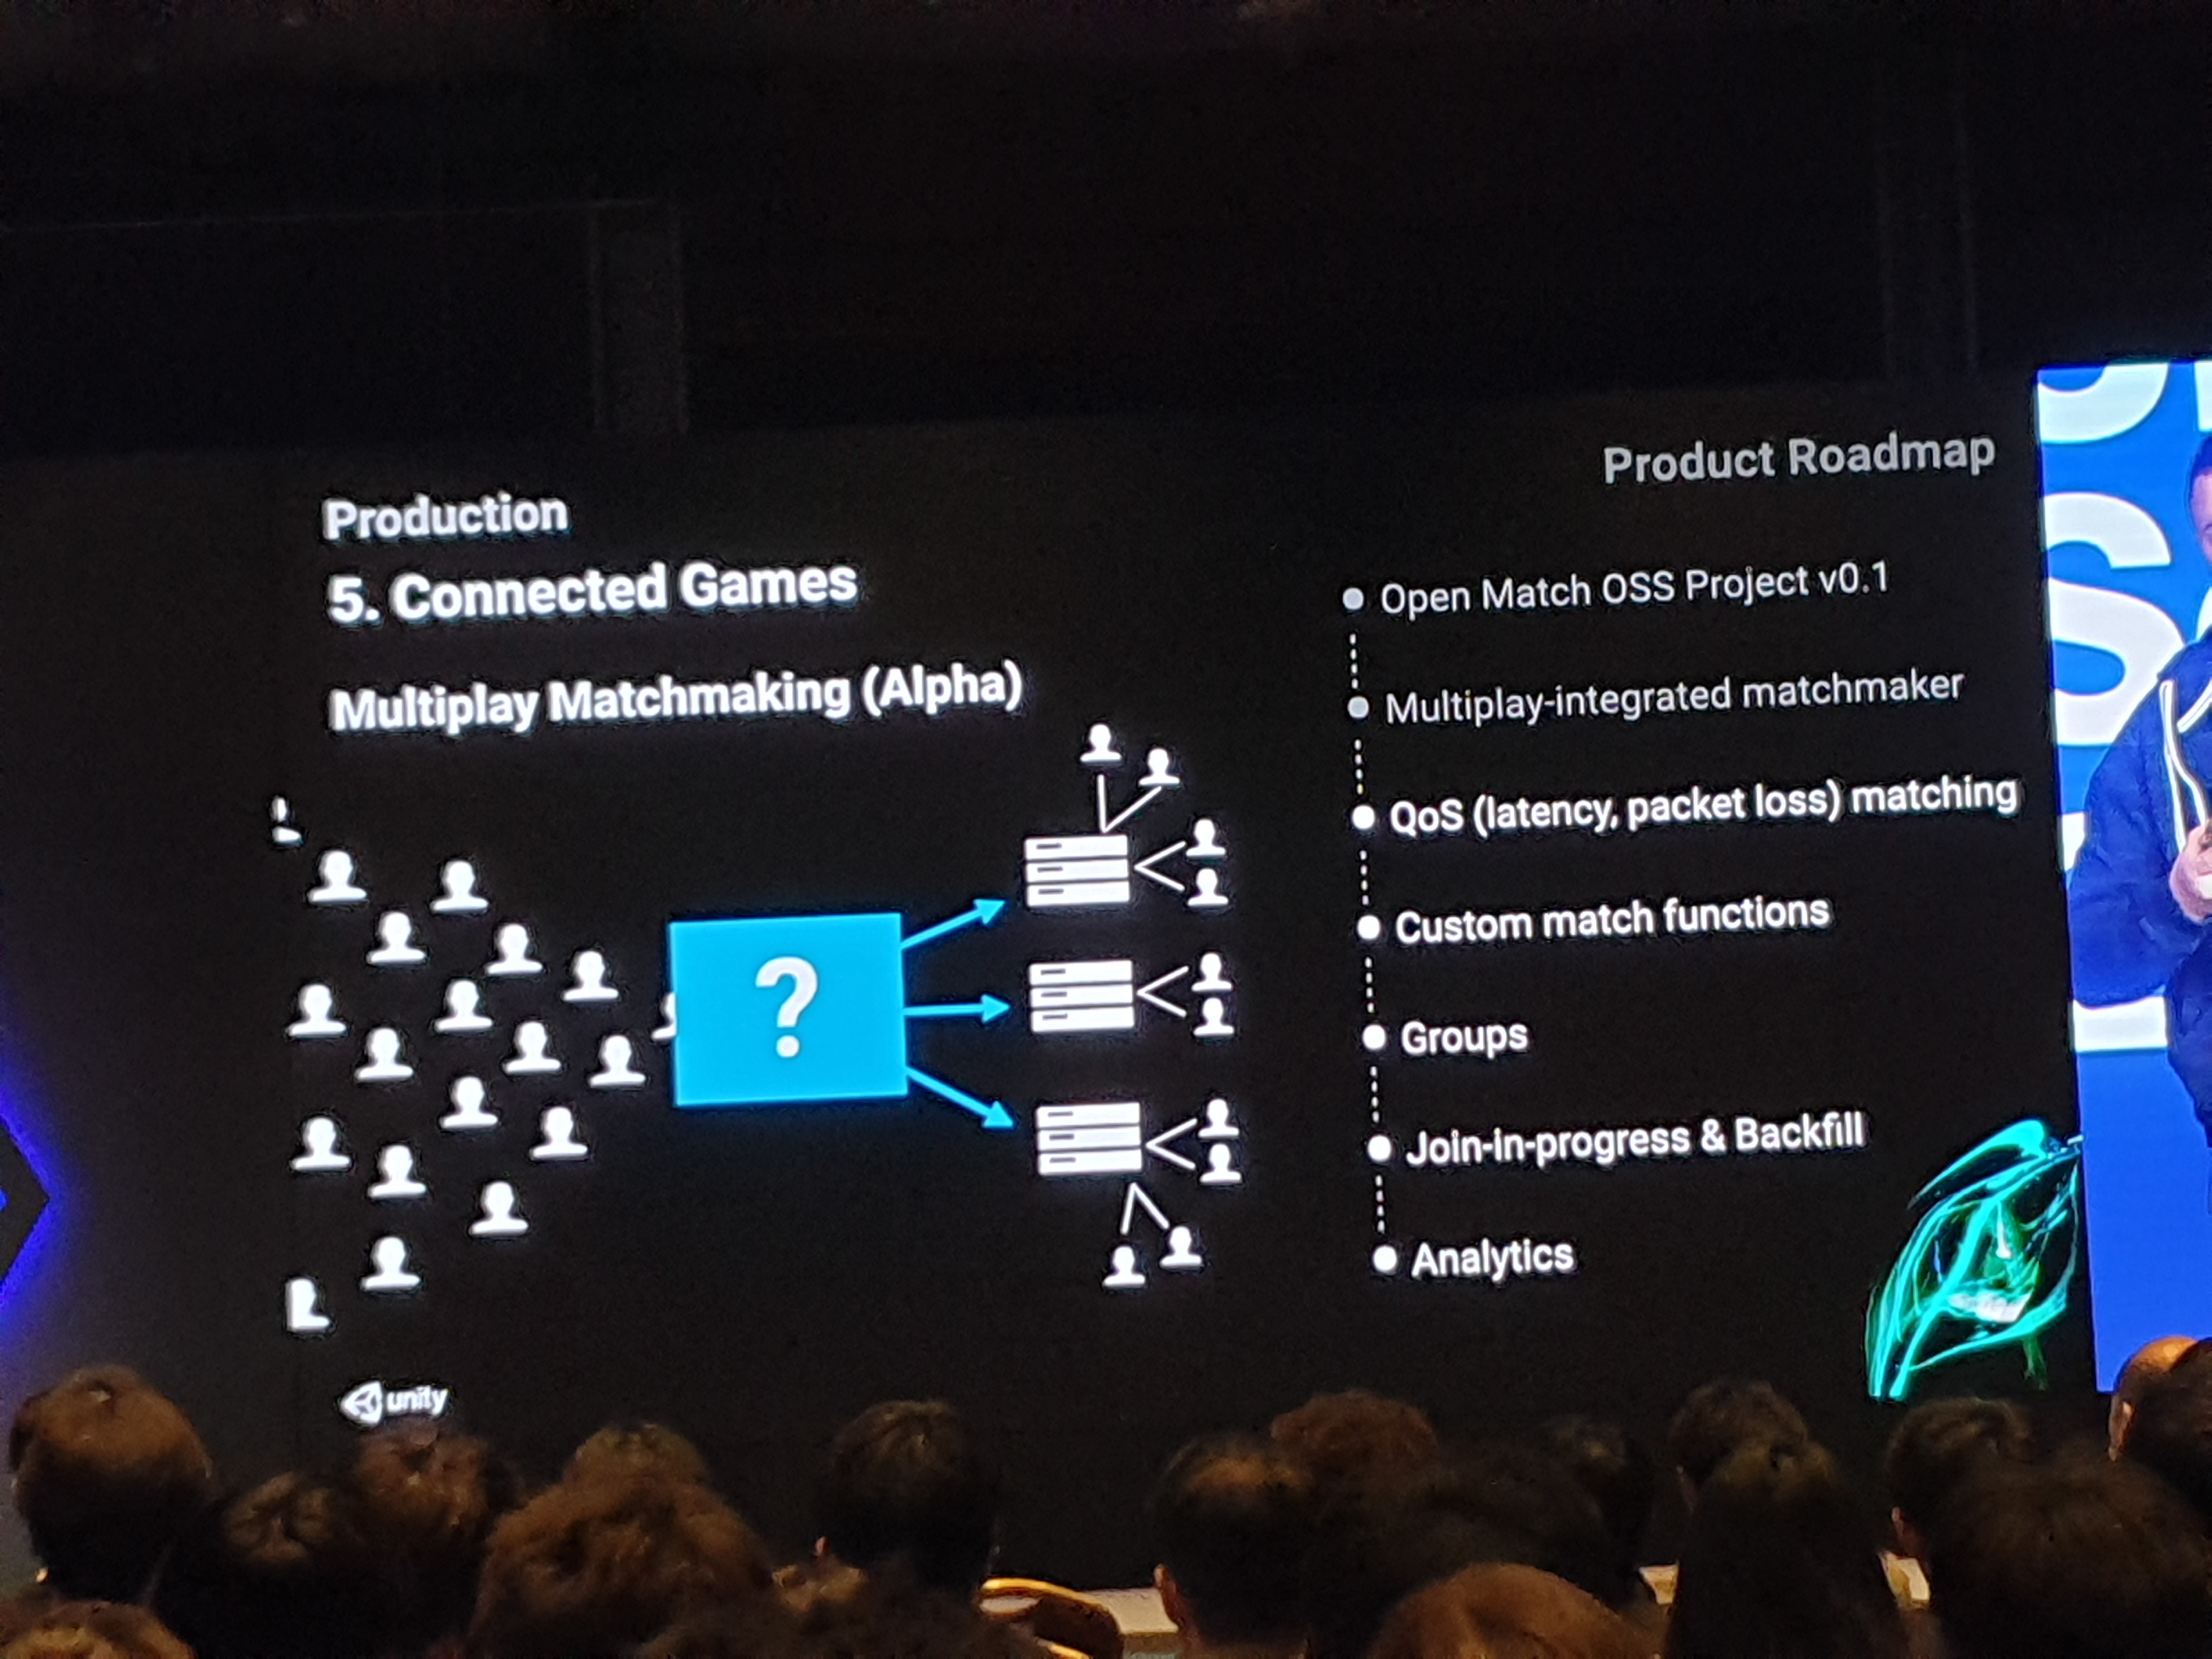 Product Roadmap
Production
5. Connected Games
Multiplay Matchmaking (Alpha)
?
Open Match OSS Project v0.1
Multiplay-integrated matchmaker
QoS (latency, packet loss) matching
Custom match functions
Groups
Join-in-progress & Backfill
Analytics
unity